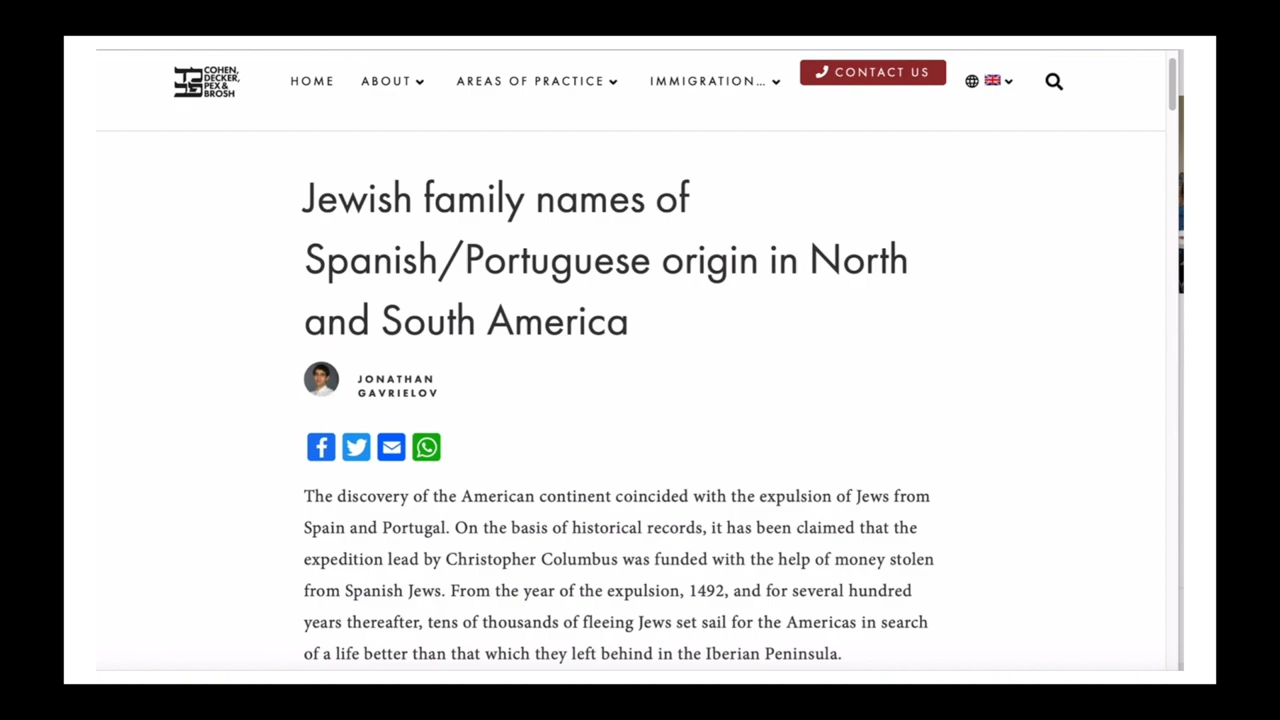 COHEN,
DECKER,
PEX&
BROSH
HOME
ABOUT
AREAS OF PRACTICE
IMMIGRATION...
CONTACT US
Jewish family names of
Spanish/Portuguese origin in North
and South America
JONATHAN
GAVRIELOV
The discovery of the American continent coincided with the expulsion of Jews from
Spain and Portugal. On the basis of historical records, it has been claimed that the
expedition lead by Christopher Columbus was funded with the help of money stolen
from Spanish Jews. From the year of the expulsion, 1492, and for several hundred
years thereafter, tens of thousands of fleeing Jews set sail for the Americas in search
of a life better than that which they left behind in the Iberian Peninsula.